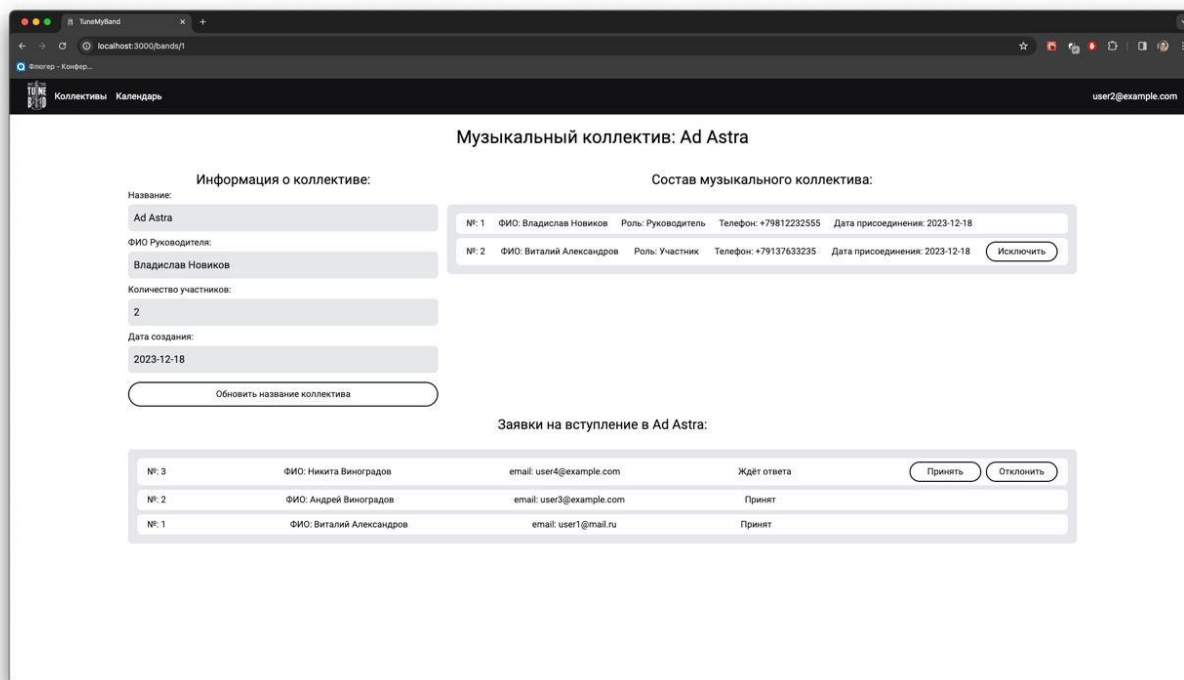 TuneMyBand
localhost:3000/bands/1
Флюгер - Конфер...
TUNE
Коллективы Календарь user2@example.com
Музыкальный коллектив: Ad Astra
Информация о коллективе:
Название:
Ad Astra
ФИО Руководителя:
Владислав Новиков
Количество участников:
2
Дата создания:
2023-12-18
Обновить название коллектива
Состав музыкального коллектива:
№: 1 ФИО: Владислав Новиков Роль: Руководитель Телефон: +79812232555 Дата присоединения: 2023-12-18
№: 2 ФИО: Виталий Александров Роль: Участник Телефон: +79137633235 Дата присоединения: 2023-12-18 Исключить
Заявки на вступление в Ad Astra:
№: 3 ФИО: Никита Виноградов email: user4@example.com Ждёт ответа Принять Отклонить
№: 2 ФИО: Андрей Виноградов email: user3@example.com Принят
№: 1 ФИО: Виталий Александров email: user1@mail.ru Принят